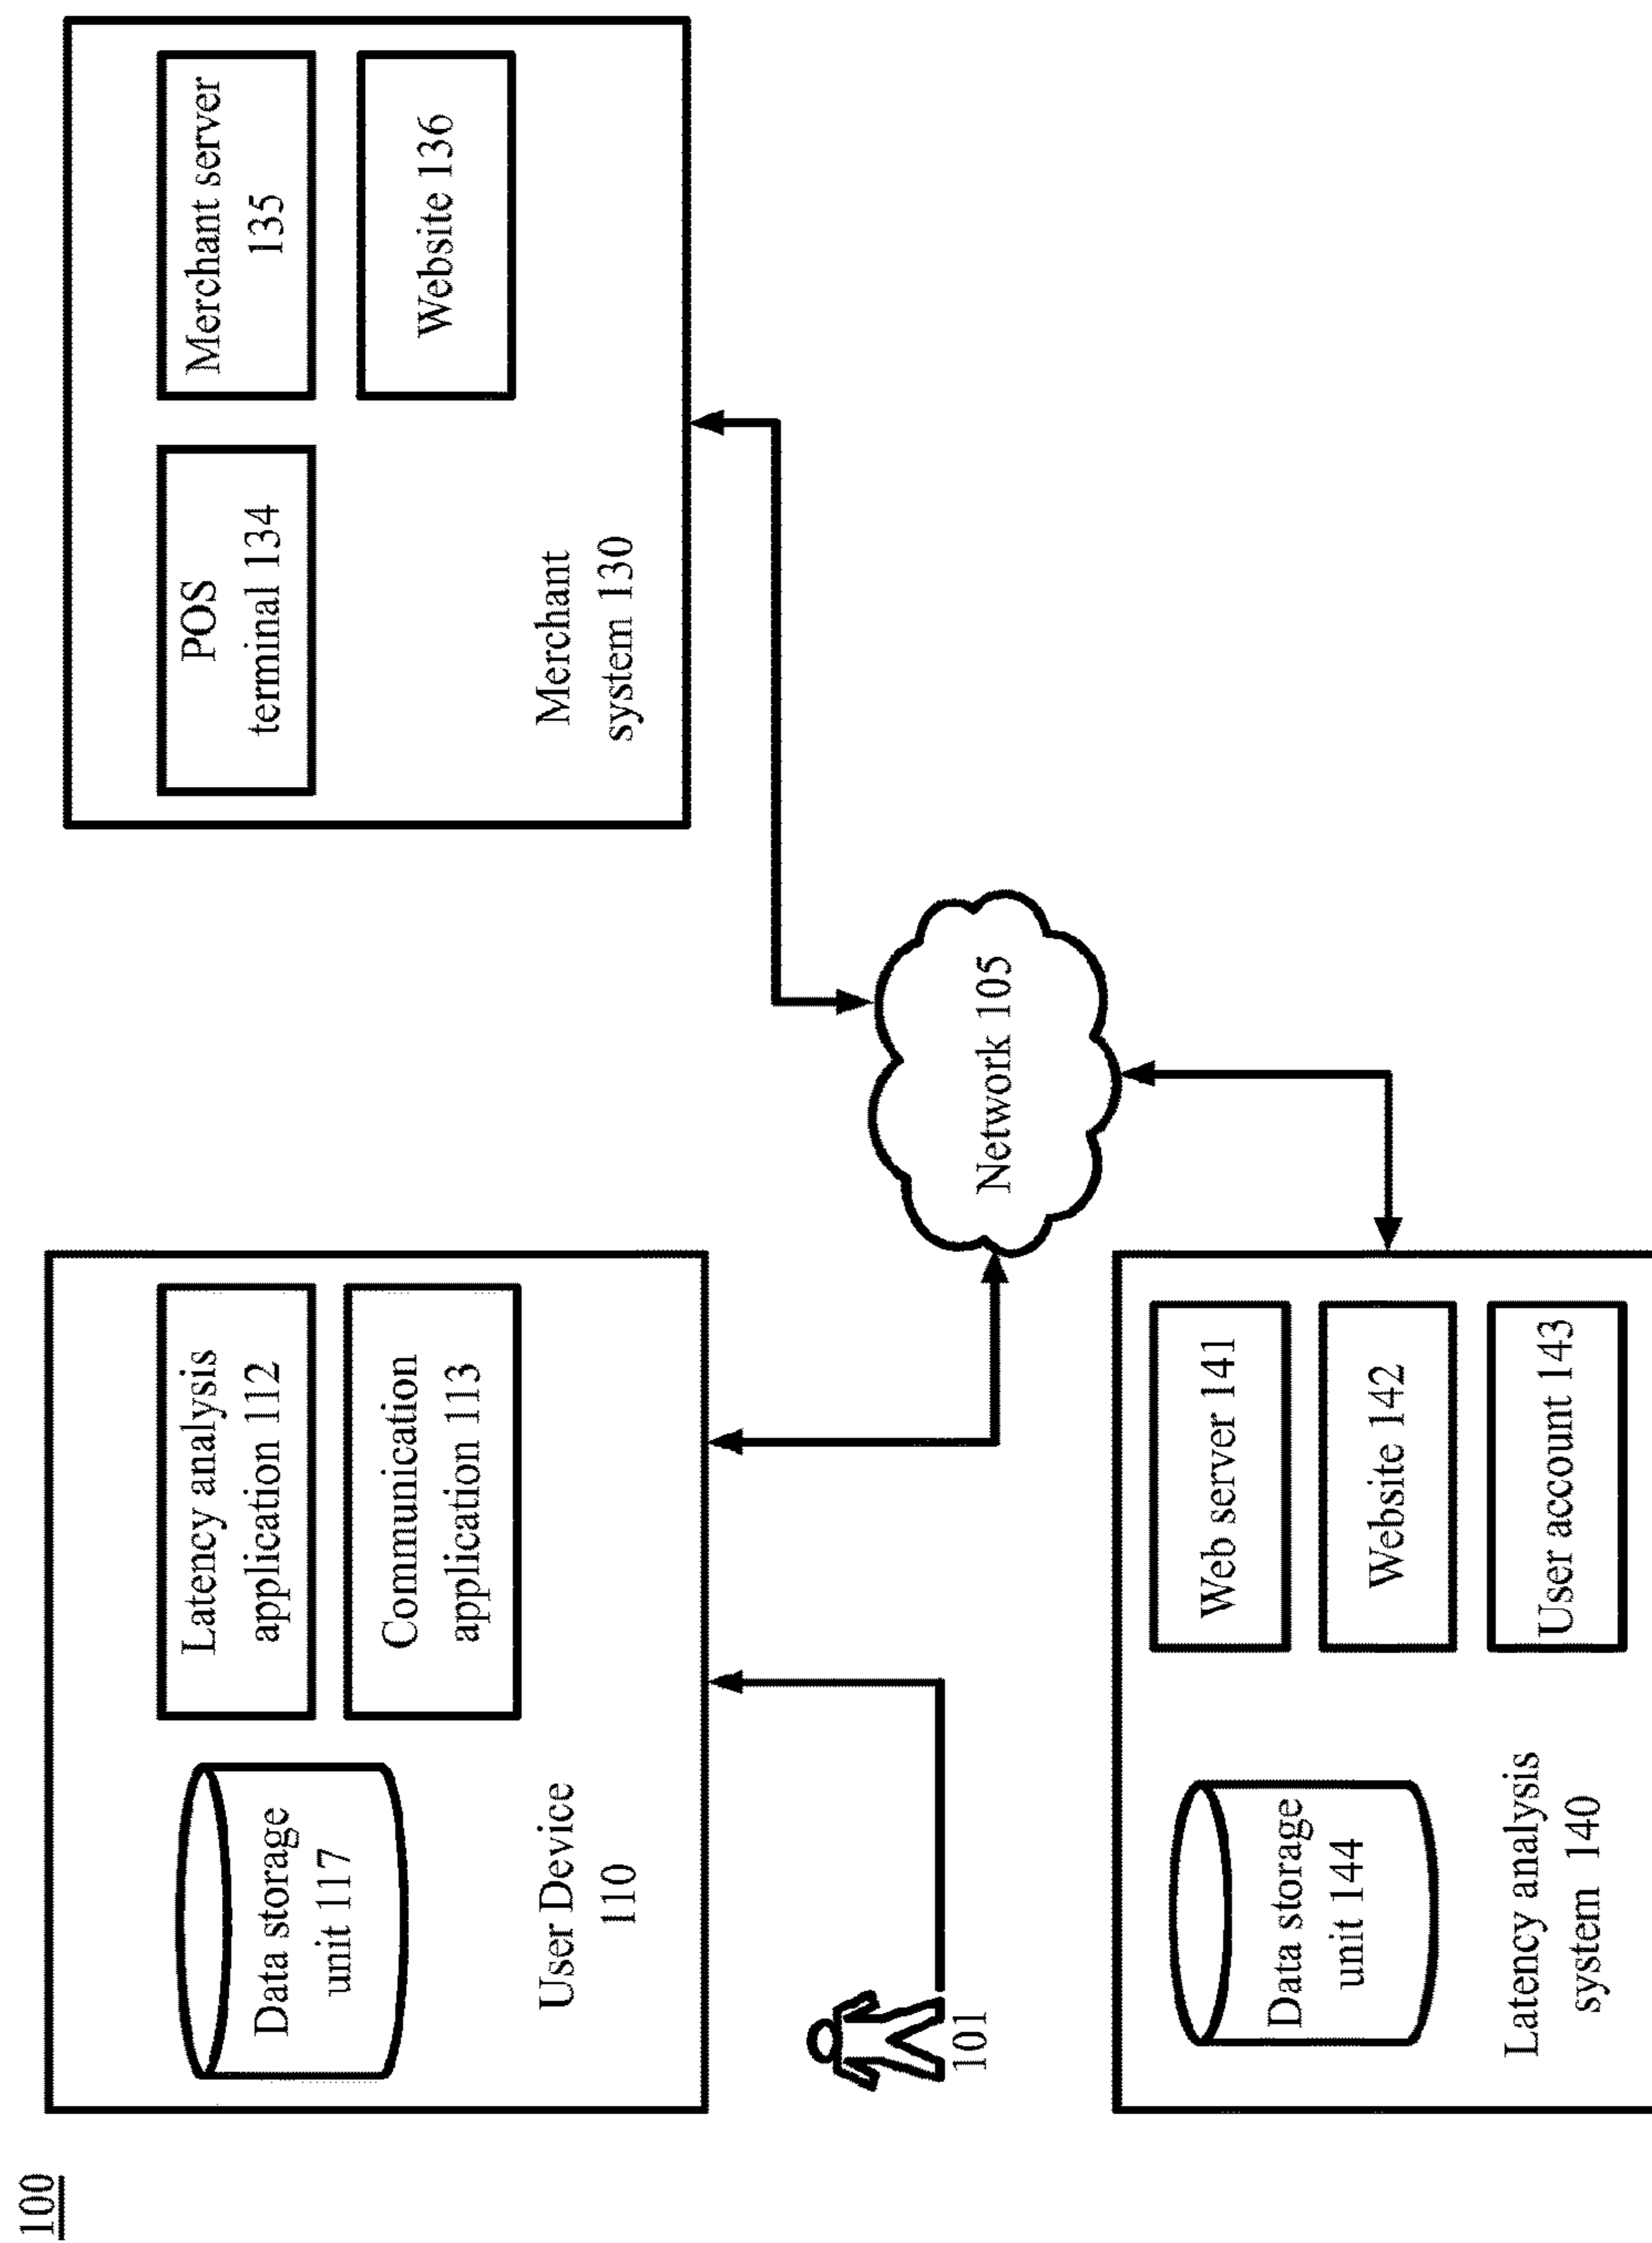 100
Data storage
unit 117
Latency analysis
application 112
Communication
application 113
User Device
110
POS
terminal 134
Merchant server
135
Website 136
Merchant
system 130
101
Network 105
Data storage
unit 144
Web server 141
Website 142
User account 143
Latency analysis
system 140